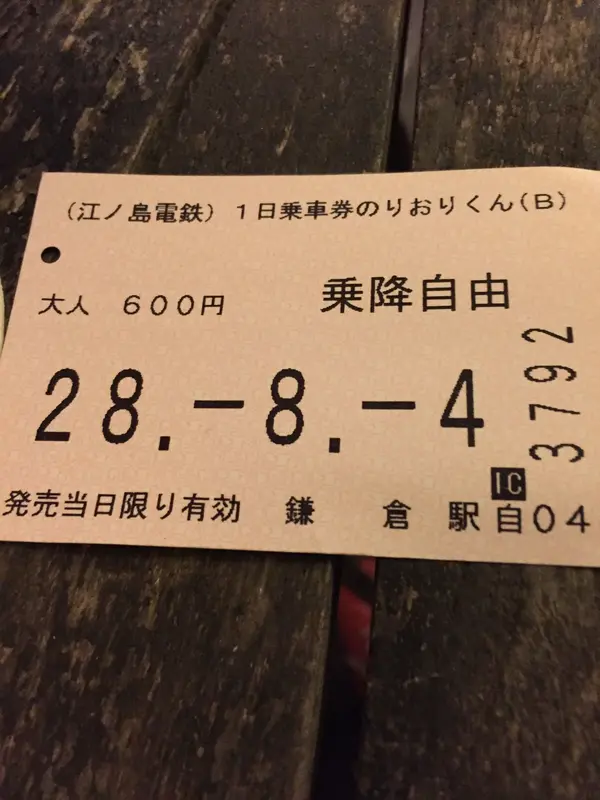 (江ノ島電鉄)1日乗車券のりおりくん(B)
大人 600円 乗降自由
28.-8.-4
3792
IC
発売当日限り有効 鎌倉駅自04